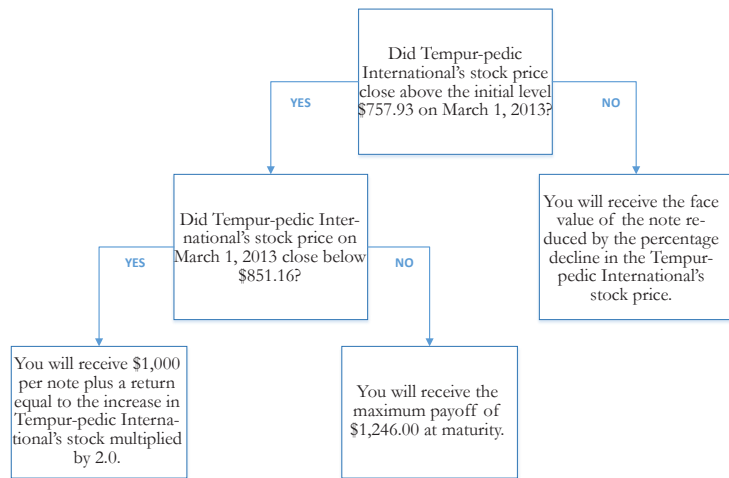 Did Tempur-pedic
International's stock price
close above the initial level
$757.93 on March 1, 2013?
YES
NO
Did Tempur-pedic Inter-
national's stock price on
March 1, 2013 close below
$851.16?
You will receive the face
value of the note re-
duced by the percentage
decline in the Tempur-
pedic International's
stock price.
YES
NO
You will receive $1,000
per note plus a return
equal to the increase in
Tempur-pedic Interna-
tional's stock multiplied
by 2.0.
You will receive the
maximum payoff of
$1,246.00 at maturity.